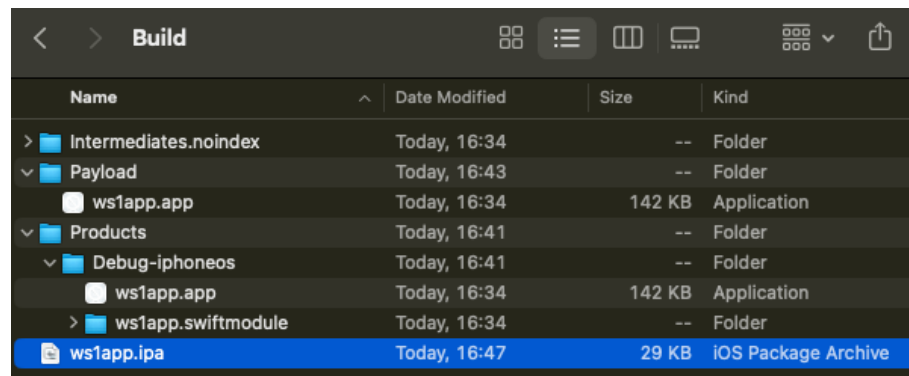 Build
Name Date Modified Size Kind
Intermediates.noindex Today, 16:34 -- Folder
Payload Today, 16:43 -- Folder
ws1app.app Today, 16:34 142 KB Application
Products Today, 16:41 -- Folder
Debug-iphoneos Today, 16:41 -- Folder
ws1app.app Today, 16:34 142 KB Application
ws1app.swiftmodule Today, 16:34 -- Folder
ws1app.ipa Today, 16:47 29 KB iOS Package Archive